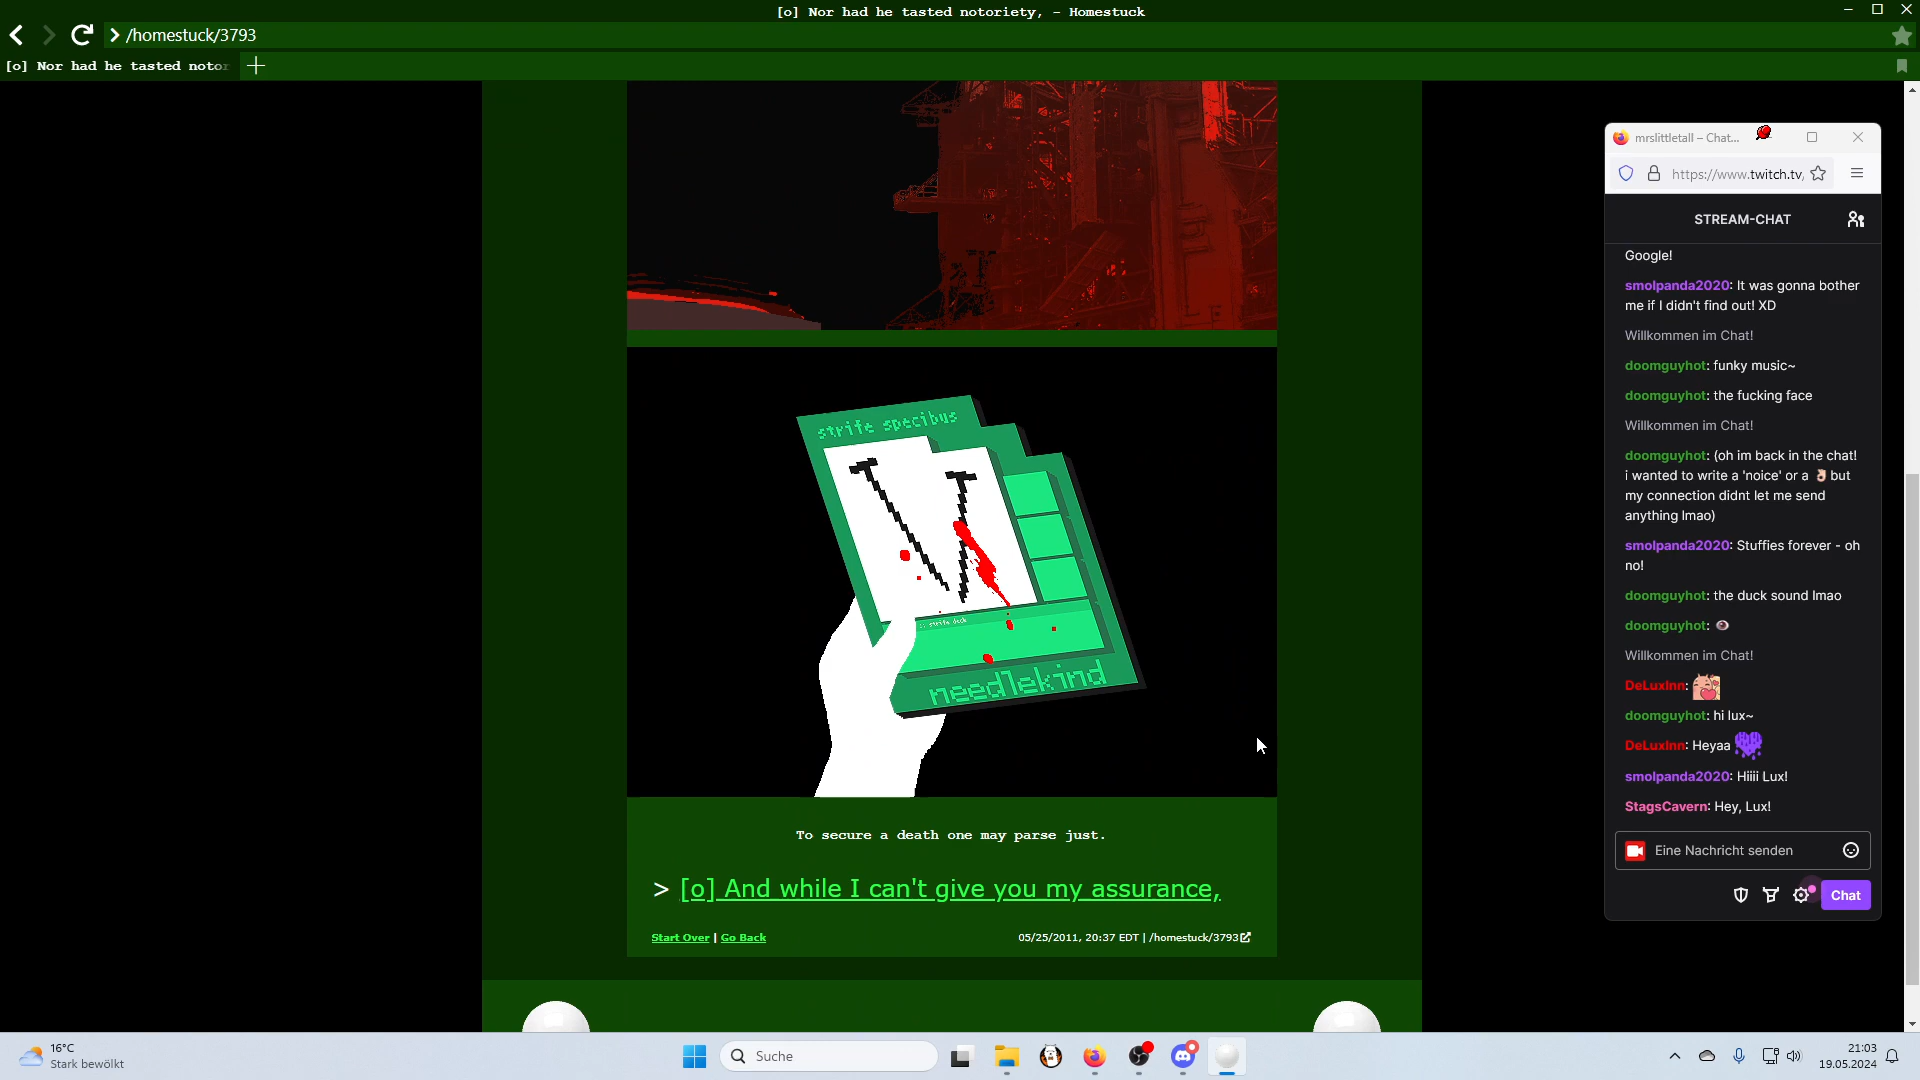 [o] Nor had he tasted notoriety, - Homestuck
/homestuck/3793
[o] Nor had he tasted notor
strife specibus
:: strife deck
needlekind
To secure a death one may parse just.
> [o] And while I can't give you my assurance,
Start Over | Go Back
05/25/2011, 20:37 EDT | /homestuck/3793
mrslittletall – Chat...
https://www.twitch.tv,
STREAM-CHAT
Google!
smolpanda2020: It was gonna bother
me if I didn't find out! XD
Willkommen im Chat!
doomguyhot: funky music~
doomguyhot: the fucking face
Willkommen im Chat!
doomguyhot: (oh im back in the chat!
i wanted to write a 'noice' or a 👌🏻 but
my connection didnt let me send
anything lmao)
smolpanda2020: Stuffies forever - oh
no!
doomguyhot: the duck sound lmao
doomguyhot: 👁
Willkommen im Chat!
DeLuxInn:
doomguyhot: hi lux~
DeLuxInn: Heyaa
smolpanda2020: Hiiii Lux!
StagsCavern: Hey, Lux!
Eine Nachricht senden
Chat
16°C
Stark bewölkt
Suche
21:03
19.05.2024